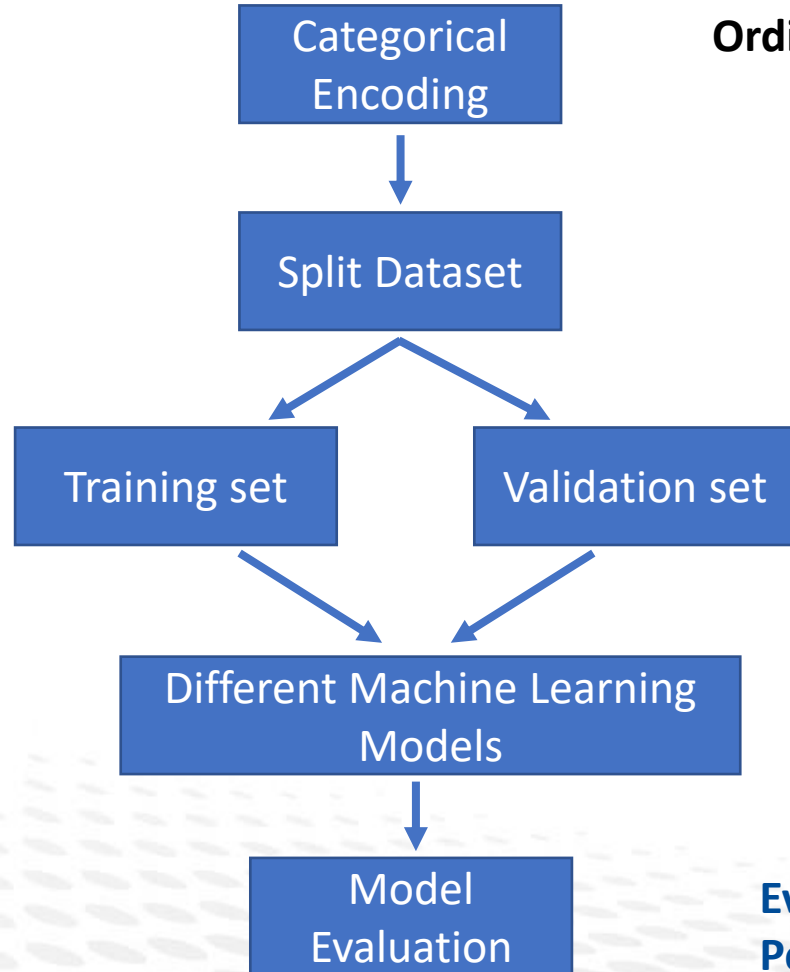 Categorical
Encoding
Split Dataset
Training set
Validation set
Different Machine Learning
Models
Model
Evaluation